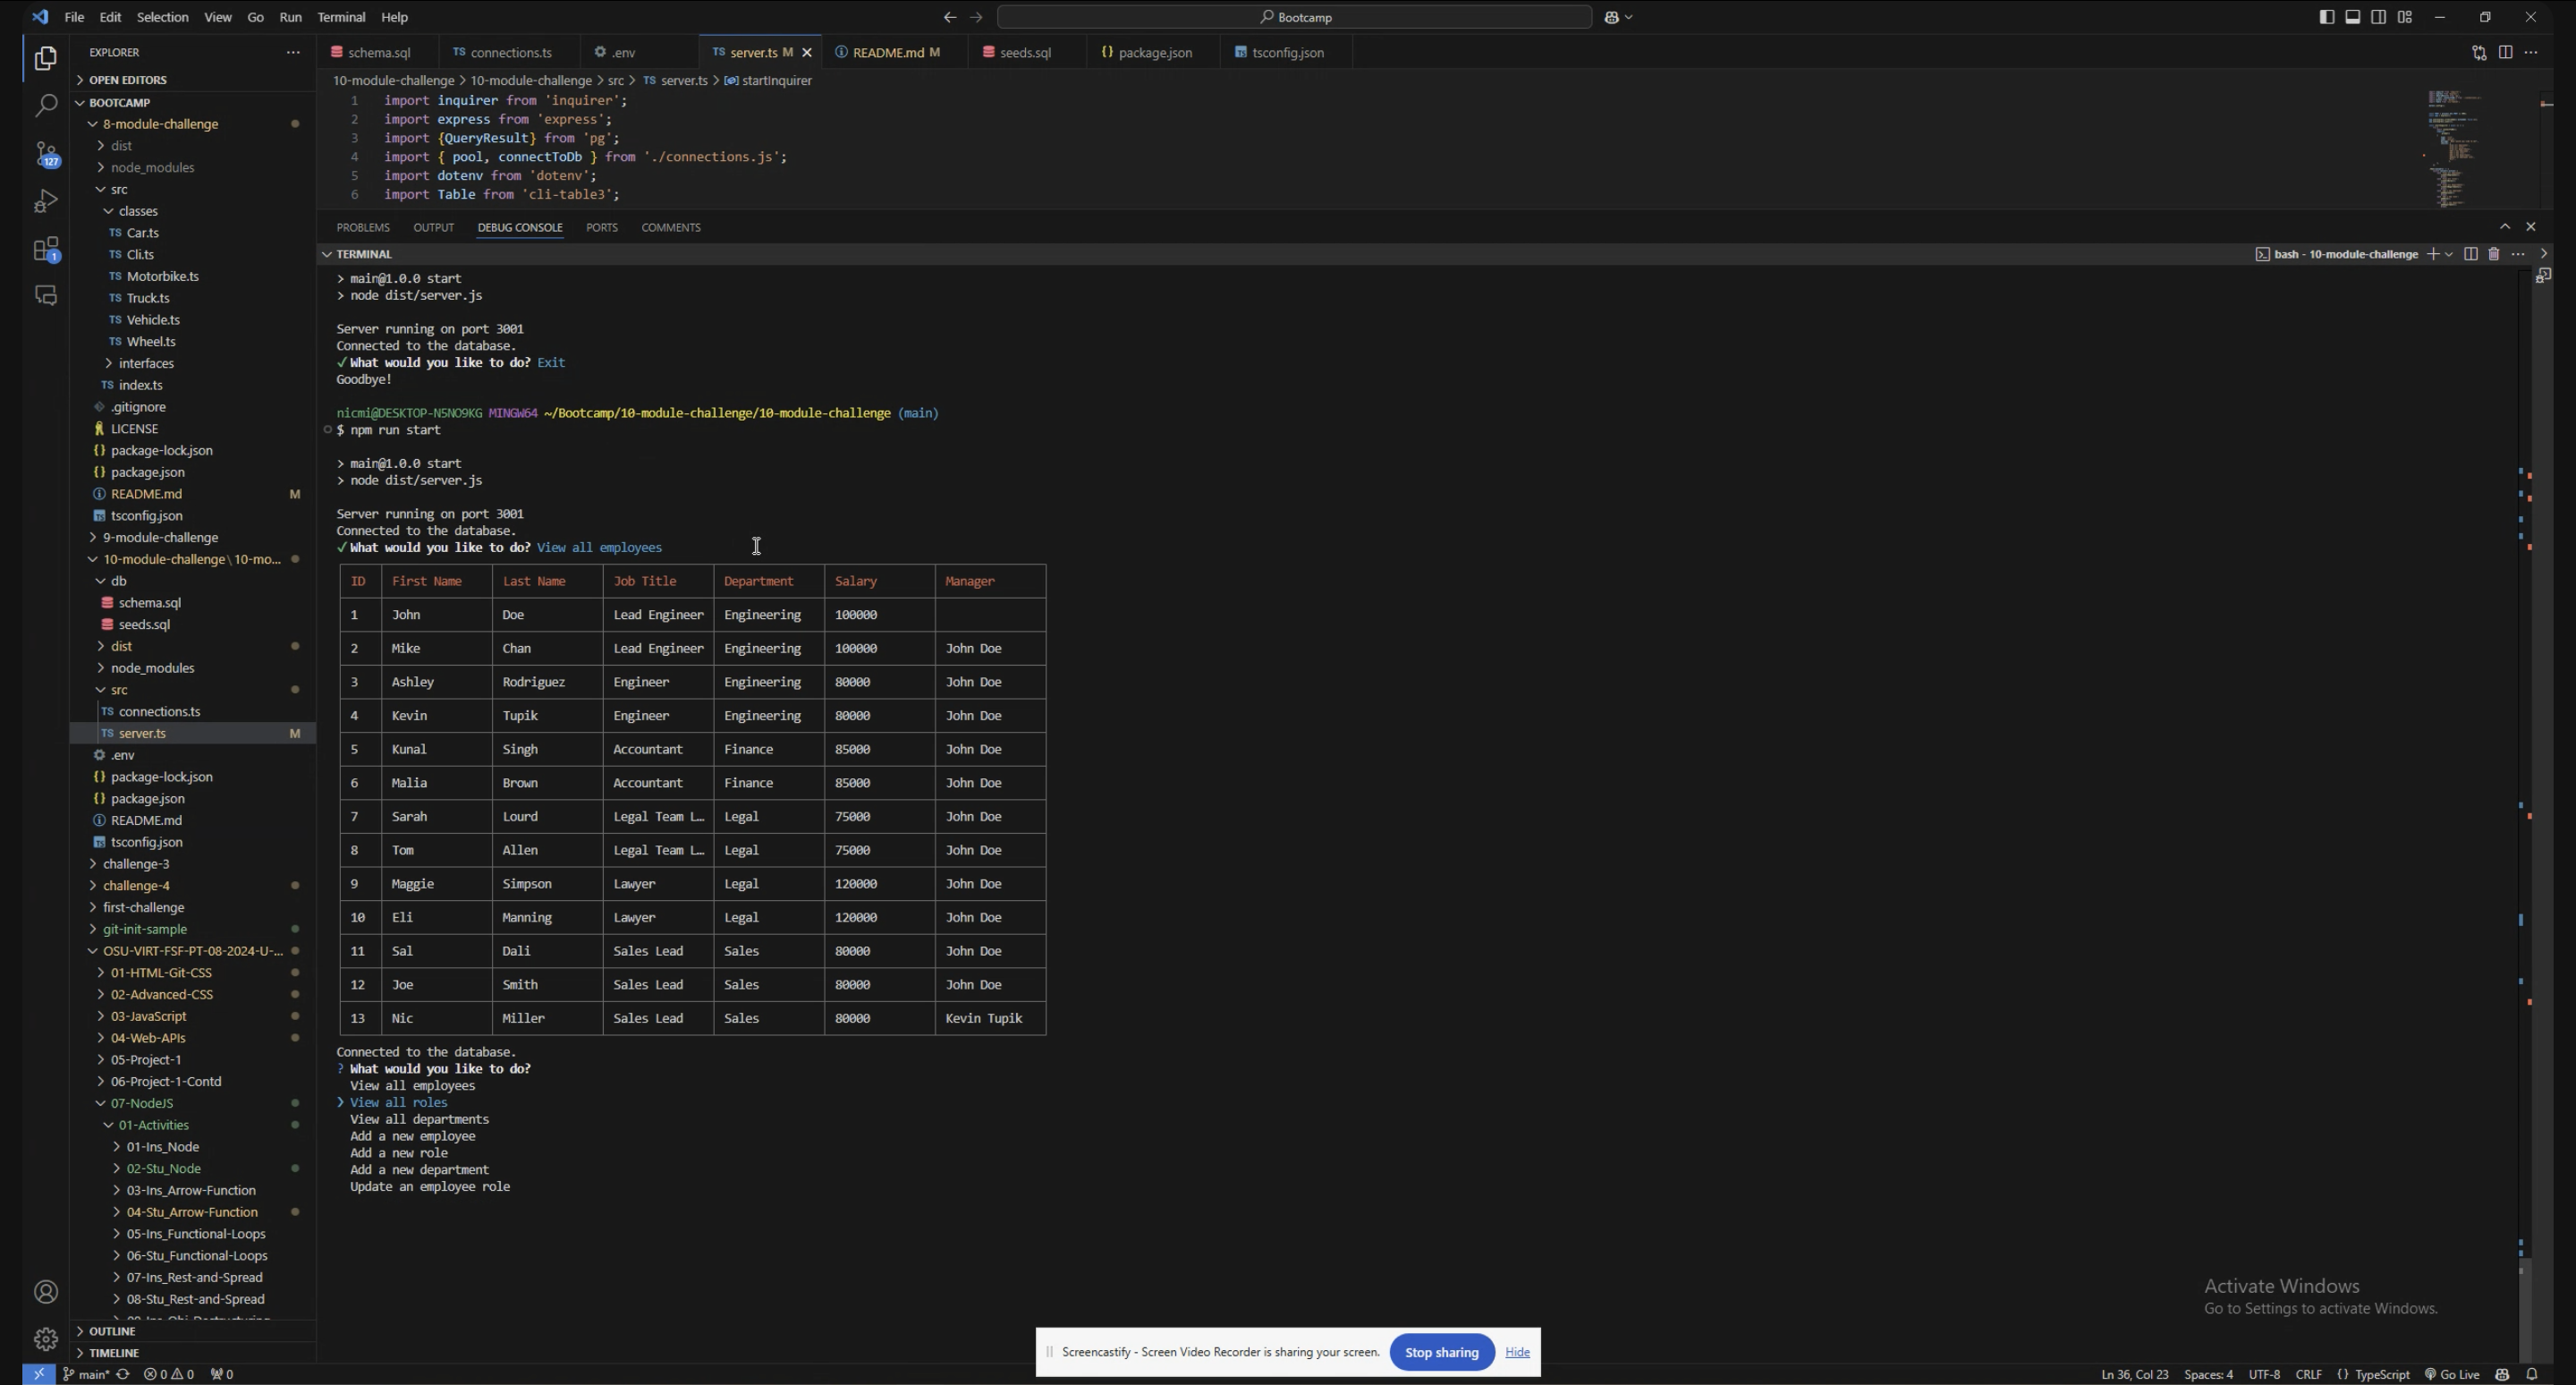 File Edit Selection View Go Run Terminal Help
Bootcamp
EXPLORER
schema.sql
TS connections.ts
.env
TS server.ts M
README.md M
seeds.sql
{} package.json
tsconfig.json
OPEN EDITORS
BOOTCAMP
8-module-challenge
dist
node_modules
src
classes
TS Car.ts
TS Cli.ts
TS Motorbike.ts
TS Truck.ts
TS Vehicle.ts
TS Wheel.ts
interfaces
TS index.ts
.gitignore
LICENSE
{} package-lock.json
{} package.json
README.md M
tsconfig.json
9-module-challenge
10-module-challenge\10-mo...
db
schema.sql
seeds.sql
dist
node_modules
src
TS connections.ts
TS server.ts M
.env
{} package-lock.json
{} package.json
README.md
tsconfig.json
challenge-3
challenge-4
first-challenge
git-init-sample
OSU-VIRT-FSF-PT-08-2024-U-...
01-HTML-Git-CSS
02-Advanced-CSS
03-JavaScript
04-Web-APIs
05-Project-1
06-Project-1-Contd
07-NodeJS
01-Activities
01-Ins_Node
02-Stu_Node
03-Ins_Arrow-Function
04-Stu_Arrow-Function
05-Ins_Functional-Loops
06-Stu_Functional-Loops
07-Ins_Rest-and-Spread
08-Stu_Rest-and-Spread
OUTLINE
TIMELINE
127
1
10-module-challenge > 10-module-challenge > src > TS server.ts > startInquirer
1 import inquirer from 'inquirer';
2 import express from 'express';
3 import {QueryResult} from 'pg';
4 import { pool, connectToDb } from './connections.js';
5 import dotenv from 'dotenv';
6 import Table from 'cli-table3';
PROBLEMS OUTPUT DEBUG CONSOLE PORTS COMMENTS
TERMINAL
bash - 10-module-challenge
> main@1.0.0 start
> node dist/server.js
Server running on port 3001
Connected to the database.
✓ What would you like to do? Exit
Goodbye!
nicmi@DESKTOP-N5NO9KG MINGW64 ~/Bootcamp/10-module-challenge/10-module-challenge (main)
$ npm run start
> main@1.0.0 start
> node dist/server.js
Server running on port 3001
Connected to the database.
✓ What would you like to do? View all employees
ID First Name Last Name Job Title Department Salary Manager
1 John Doe Lead Engineer Engineering 100000
2 Mike Chan Lead Engineer Engineering 100000 John Doe
3 Ashley Rodriguez Engineer Engineering 80000 John Doe
4 Kevin Tupik Engineer Engineering 80000 John Doe
5 Kunal Singh Accountant Finance 85000 John Doe
6 Malia Brown Accountant Finance 85000 John Doe
7 Sarah Lourd Legal Team L… Legal 75000 John Doe
8 Tom Allen Legal Team L… Legal 75000 John Doe
9 Maggie Simpson Lawyer Legal 120000 John Doe
10 Eli Manning Lawyer Legal 120000 John Doe
11 Sal Dali Sales Lead Sales 80000 John Doe
12 Joe Smith Sales Lead Sales 80000 John Doe
13 Nic Miller Sales Lead Sales 80000 Kevin Tupik
Connected to the database.
? What would you like to do?
View all employees
❯ View all roles
View all departments
Add a new employee
Add a new role
Add a new department
Update an employee role
Activate Windows
Go to Settings to activate Windows.
Screencastify - Screen Video Recorder is sharing your screen. Stop sharing Hide
main* 0 0 0
Ln 36, Col 23 Spaces: 4 UTF-8 CRLF {} TypeScript Go Live